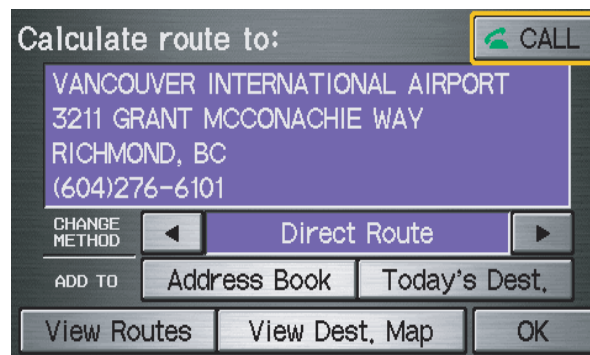 Calculate route to:
CALL
VANCOUVER INTERNATIONAL AIRPORT
3211 GRANT MCCONACHIE WAY
RICHMOND, BC
(604)276-6101
CHANGE
METHOD
Direct Route
ADD TO
Address Book
Today's Dest.
View Routes
View Dest. Map
OK